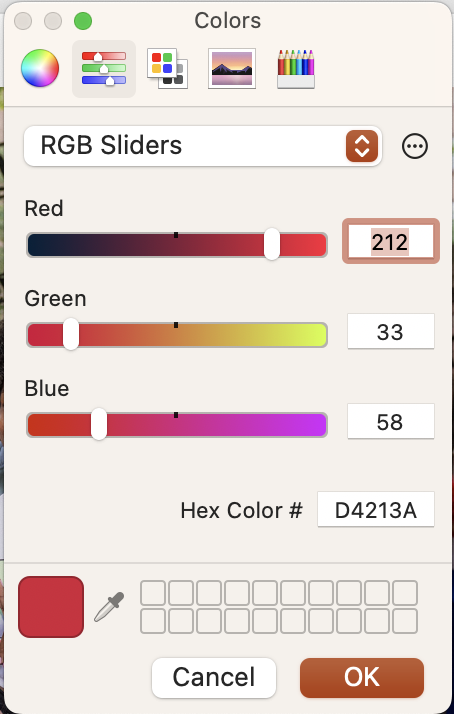 Colors
RGB Sliders
Red
212
Green
33
Blue
58
Hex Color # D4213A
Cancel OK